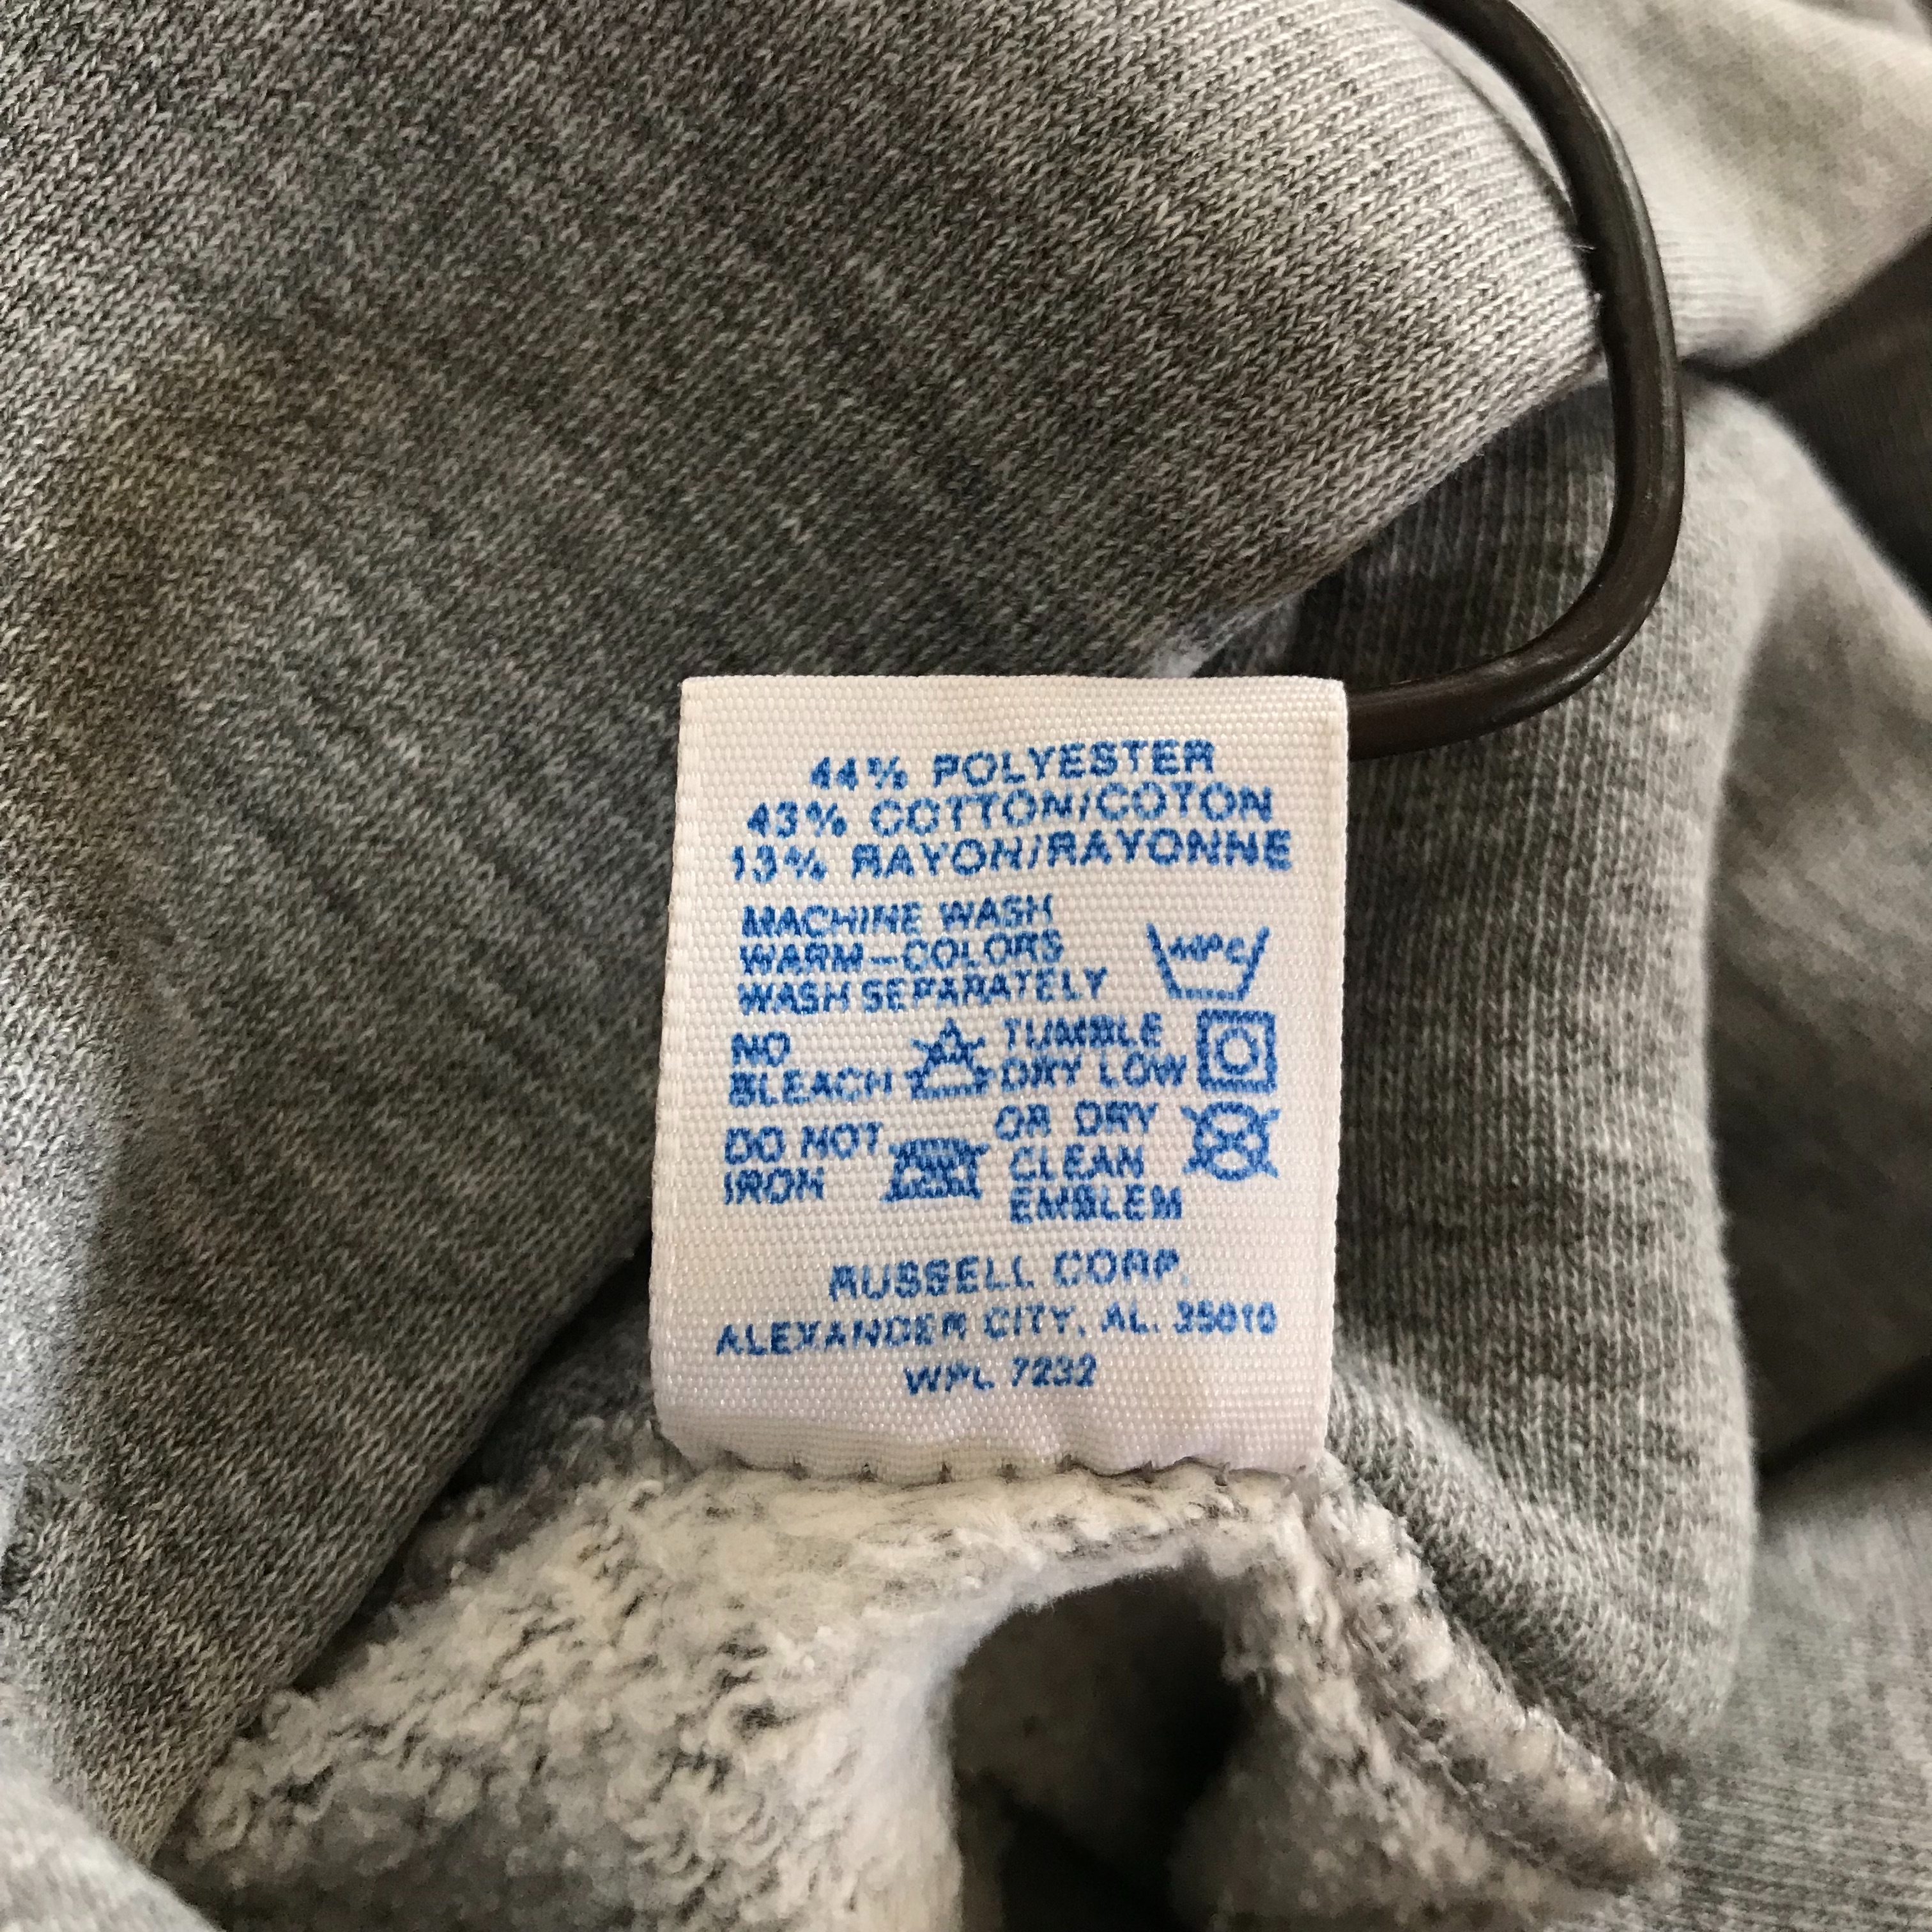 44% POLYESTER
43% COTTON/COTON
13% RAYON/RAYONNE
MACHINE WASH
WARM-COLORS
WASH SEPARATELY
40°C
NO
BLEACH
TUMBLE
DRY LOW
DO NOT
IRON
OR DRY
CLEAN
EMBLEM
RUSSELL CORP.
ALEXANDER CITY, AL. 35010
WPL 7232